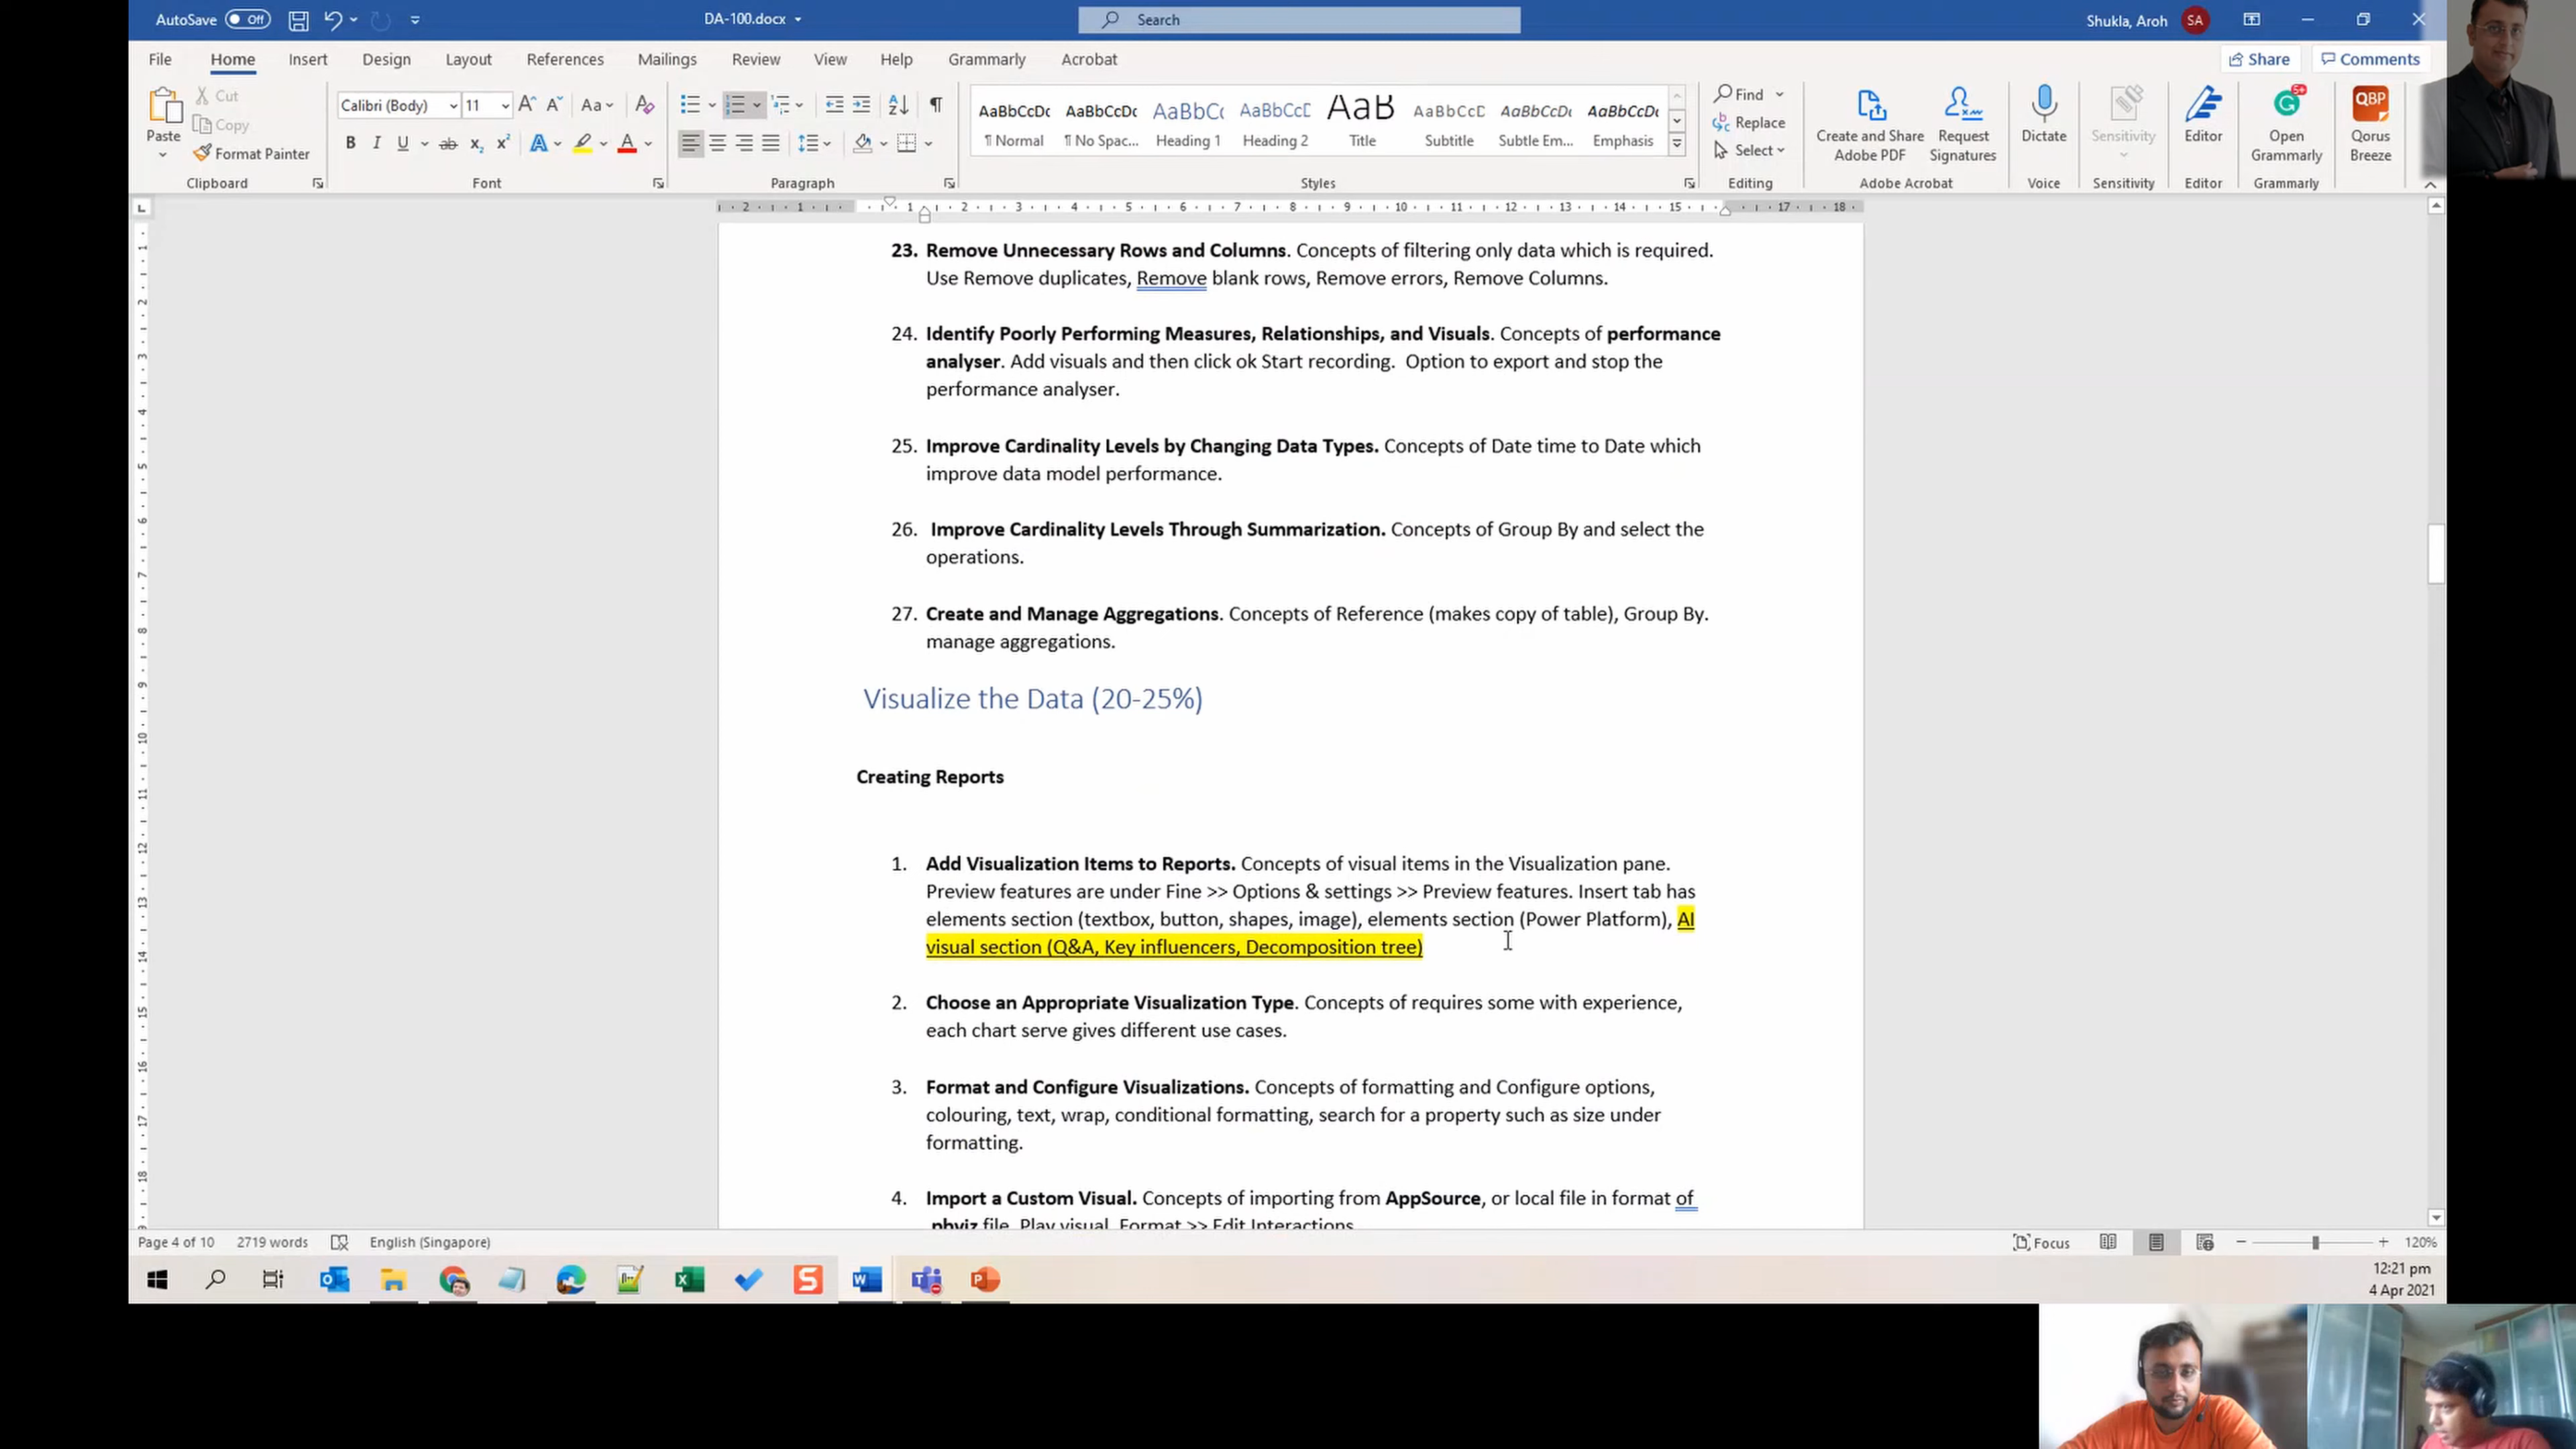 AutoSave Off DA-100.docx Search Shukla, Aroh SA
File Home Insert Design Layout References Mailings Review View Help Grammarly Acrobat Share Comments
Paste Cut Copy Format Painter Clipboard
Calibri (Body) 11 Aa Font
Paragraph
AaBbCcDc AaBbCcDc AaBbCc AaBbCcD AaB AaBbCcD AaBbCcDc AaBbCcDc
¶ Normal ¶ No Spac... Heading 1 Heading 2 Title Subtitle Subtle Em... Emphasis
Styles
Find Replace Select Editing
Create and Share Adobe PDF Request Signatures Adobe Acrobat
Dictate Voice
Sensitivity Sensitivity
Editor Editor
Open Grammarly Grammarly
QBP Qorus Breeze
23. Remove Unnecessary Rows and Columns. Concepts of filtering only data which is required.
Use Remove duplicates, Remove blank rows, Remove errors, Remove Columns.
24. Identify Poorly Performing Measures, Relationships, and Visuals. Concepts of performance
analyser. Add visuals and then click ok Start recording.  Option to export and stop the
performance analyser.
25. Improve Cardinality Levels by Changing Data Types. Concepts of Date time to Date which
improve data model performance.
26. Improve Cardinality Levels Through Summarization. Concepts of Group By and select the
operations.
27. Create and Manage Aggregations. Concepts of Reference (makes copy of table), Group By.
manage aggregations.
Visualize the Data (20-25%)
Creating Reports
1. Add Visualization Items to Reports. Concepts of visual items in the Visualization pane.
Preview features are under Fine >> Options & settings >> Preview features. Insert tab has
elements section (textbox, button, shapes, image), elements section (Power Platform), AI
visual section (Q&A, Key influencers, Decomposition tree)
2. Choose an Appropriate Visualization Type. Concepts of requires some with experience,
each chart serve gives different use cases.
3. Format and Configure Visualizations. Concepts of formatting and Configure options,
colouring, text, wrap, conditional formatting, search for a property such as size under
formatting.
4. Import a Custom Visual. Concepts of importing from AppSource, or local file in format of
.pbviz file. Play visual. Format >> Edit Interactions.
Page 4 of 10 2719 words English (Singapore) Focus 120%
12:21 pm
4 Apr 2021